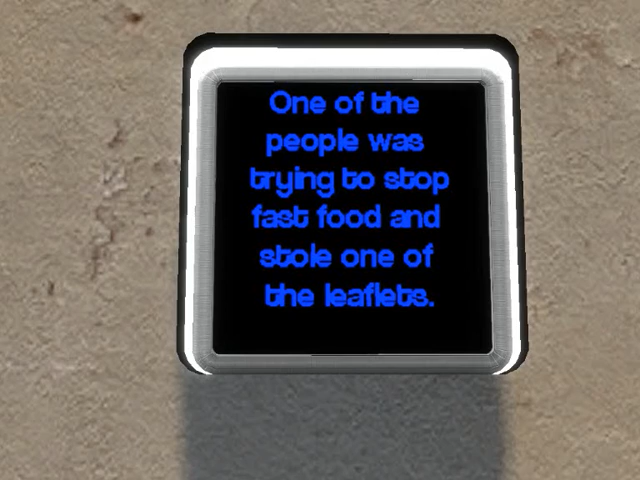 One of the
people was
trying to stop
fast food and
stole one of
the leaflets.